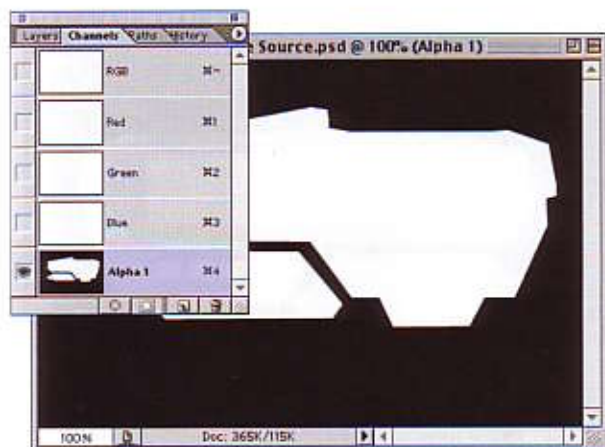 Layers Channels Paths History
e Source.psd @ 100% (Alpha 1)
RGB ⌘~
Red ⌘1
Green ⌘2
Blue ⌘3
Alpha 1 ⌘4
100% Doc: 365K/115K